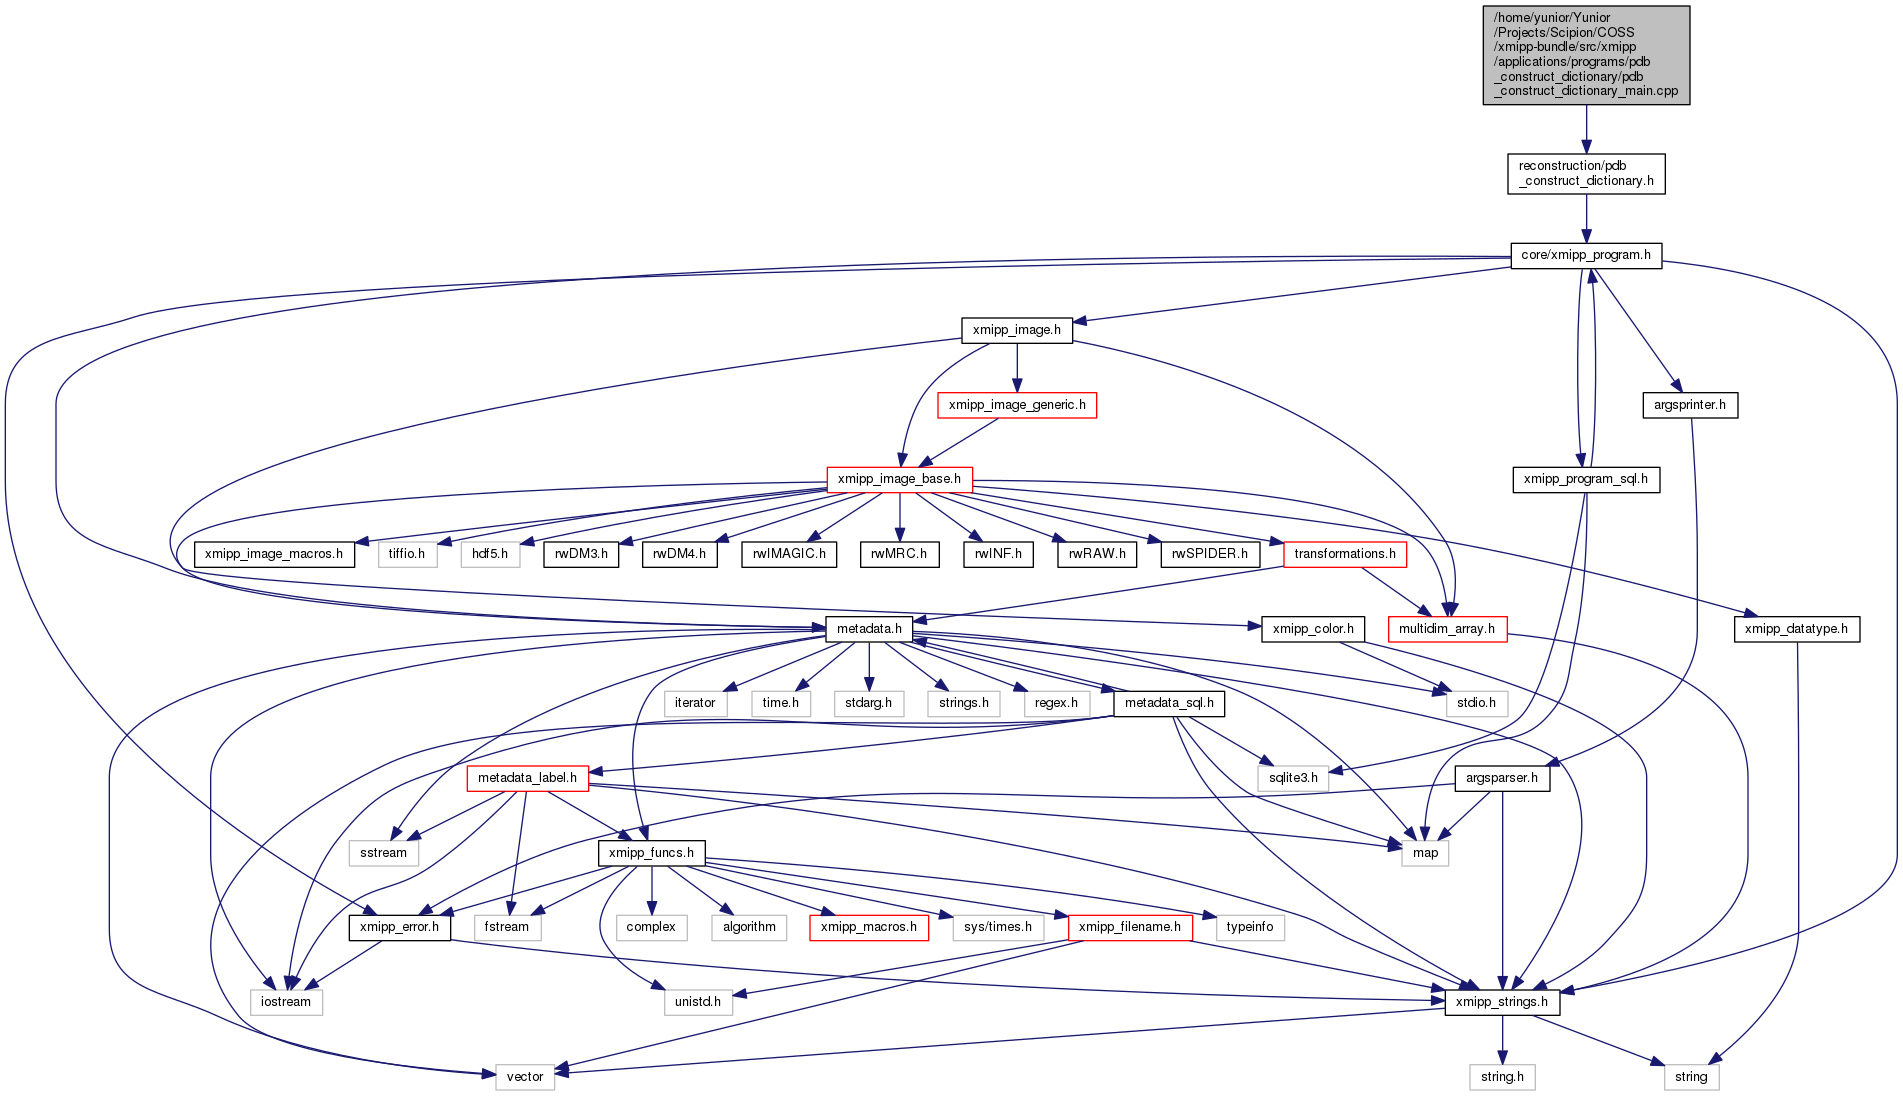 /home/yunior/Yunior
/Projects/Scipion/COSS
/xmipp-bundle/src/xmipp
/applications/programs/pdb
_construct_dictionary/pdb
_construct_dictionary_main.cpp
reconstruction/pdb
_construct_dictionary.h
core/xmipp_program.h
xmipp_image.h
xmipp_image_generic.h
argsprinter.h
xmipp_image_base.h
xmipp_program_sql.h
xmipp_image_macros.h
tiffio.h
hdf5.h
rwDM3.h
rwDM4.h
rwIMAGIC.h
rwMRC.h
rwINF.h
rwRAW.h
rwSPIDER.h
transformations.h
metadata.h
xmipp_color.h
multidim_array.h
xmipp_datatype.h
iterator
time.h
stdarg.h
strings.h
regex.h
metadata_sql.h
stdio.h
metadata_label.h
sqlite3.h
argsparser.h
sstream
xmipp_funcs.h
map
xmipp_error.h
fstream
complex
algorithm
xmipp_macros.h
sys/times.h
xmipp_filename.h
typeinfo
iostream
unistd.h
xmipp_strings.h
vector
string.h
string